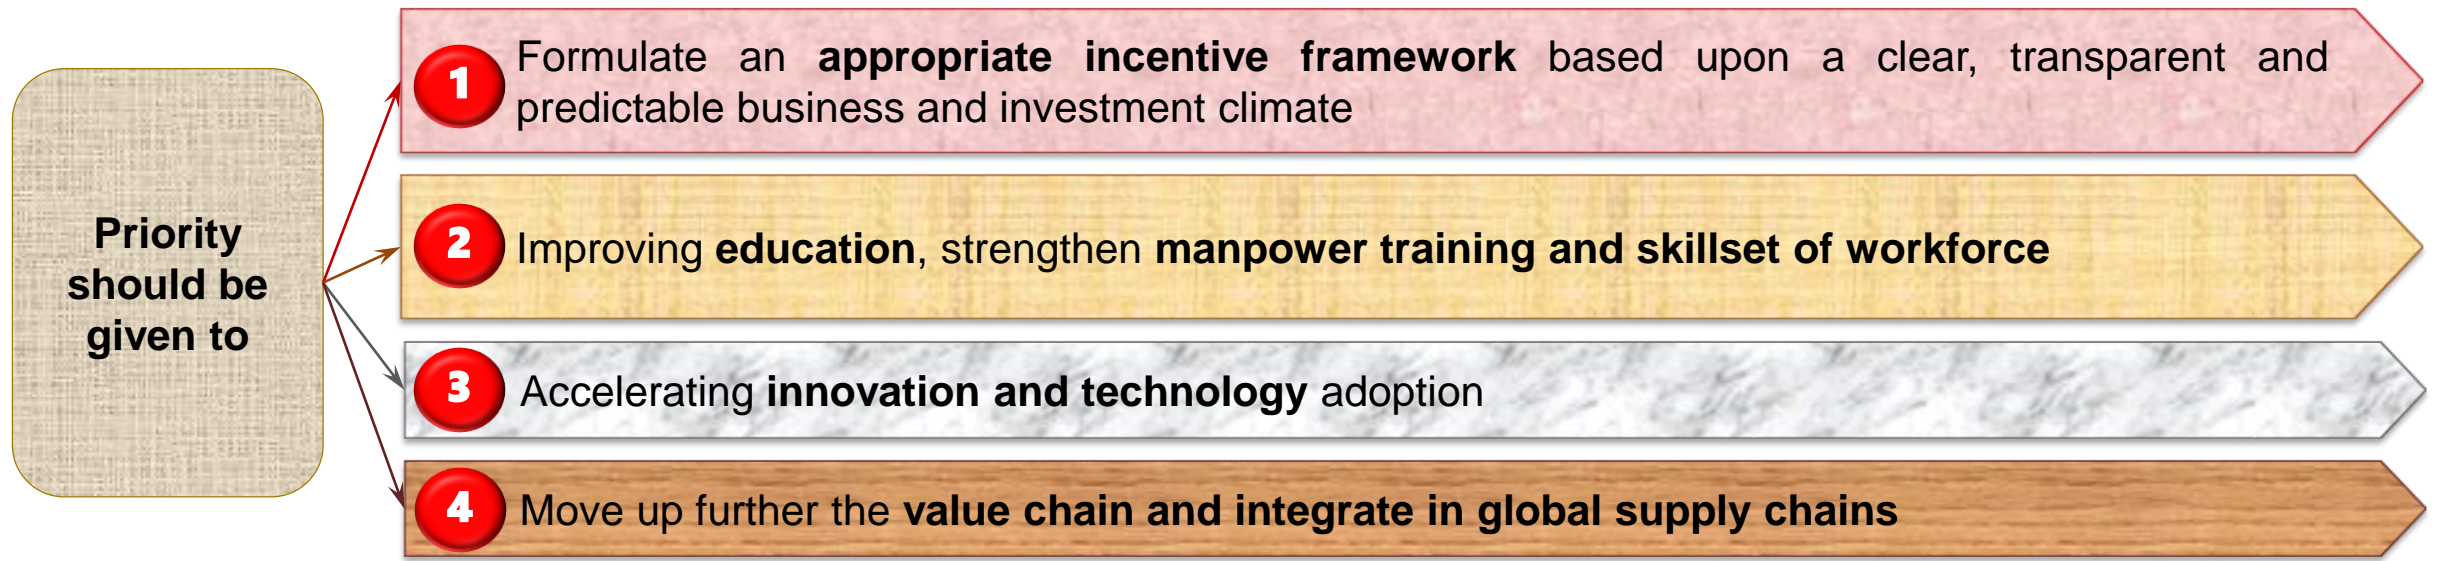 Priority
should be
given to
1
Formulate an appropriate incentive framework based upon a clear, transparent and
predictable business and investment climate
2
Improving education, strengthen manpower training and skillset of workforce
3
Accelerating innovation and technology adoption
4
Move up further the value chain and integrate in global supply chains